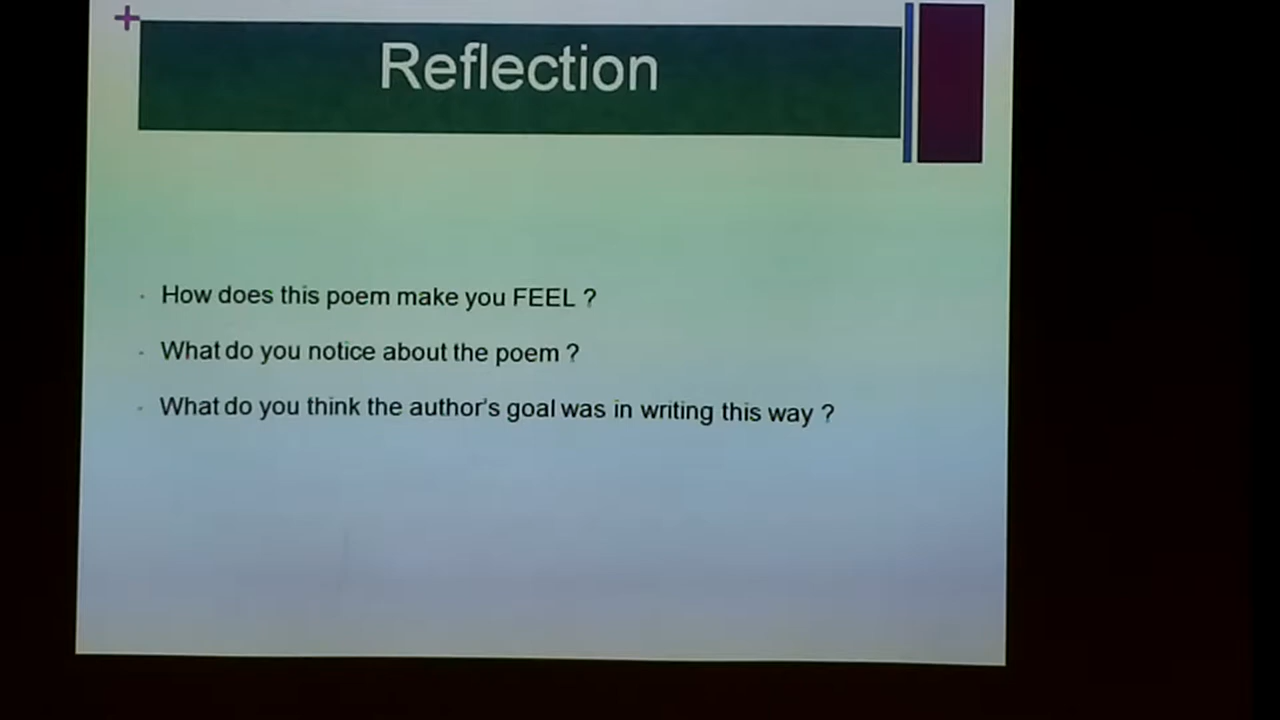 Reflection
How does this poem make you FEEL ?
What do you notice about the poem ?
What do you think the author's goal was in writing this way ?